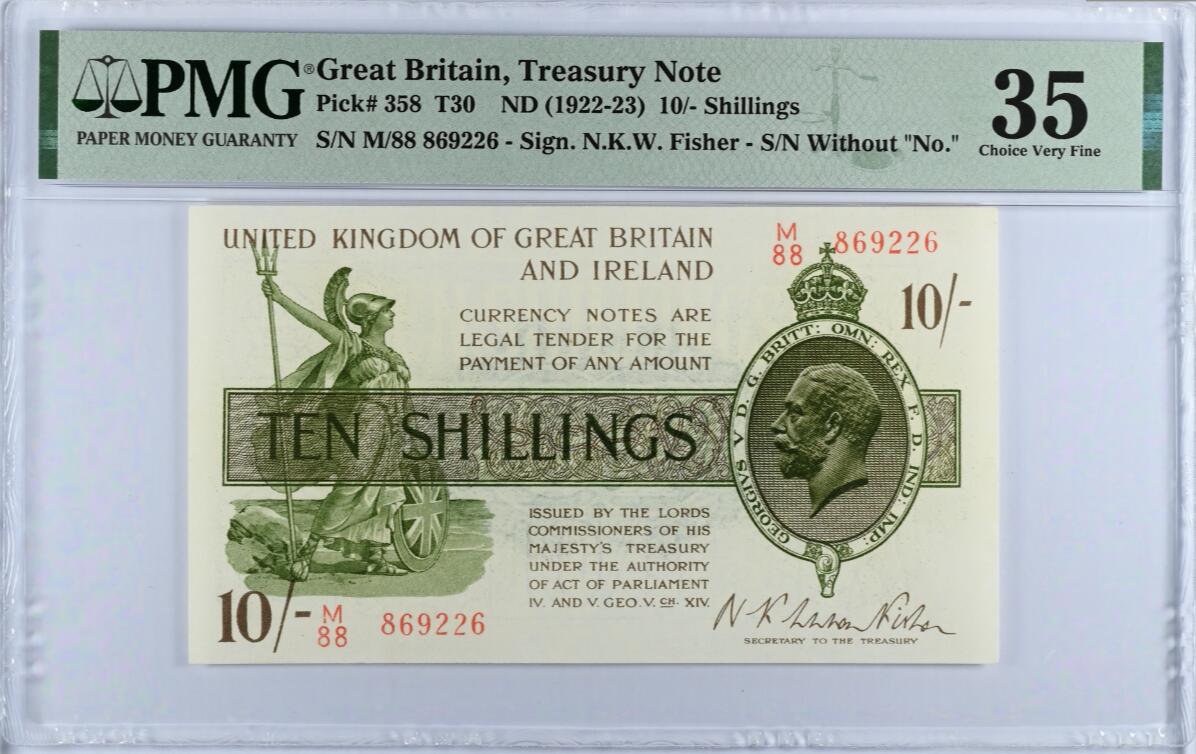 PMG® Great Britain, Treasury Note
PAPER MONEY GUARANTY
Pick# 358 T30 ND (1922-23) 10/- Shillings
S/N M/88 869226 - Sign. N.K.W. Fisher - S/N Without "No."
35
Choice Very Fine
UNITED KINGDOM OF GREAT BRITAIN
AND IRELAND
M
88 869226
10/-
CURRENCY NOTES ARE
LEGAL TENDER FOR THE
PAYMENT OF ANY AMOUNT
GEORGIVS V D. G. BRITT: OMN: REX F. D. IND: IMP:
TEN SHILLINGS
ISSUED BY THE LORDS
COMMISSIONERS OF HIS
MAJESTY'S TREASURY
UNDER THE AUTHORITY
OF ACT OF PARLIAMENT
IV. AND V. GEO. V. CH. XIV.
10/-
M
88 869226
N K Warren Fisher
SECRETARY TO THE TREASURY